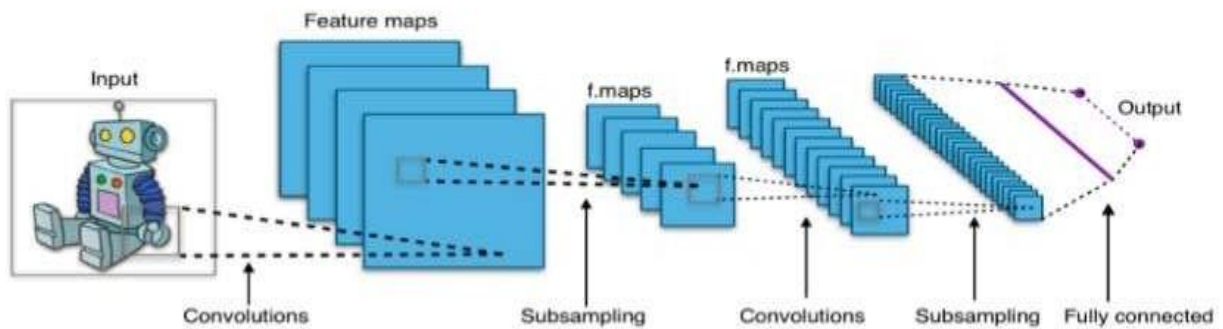 Feature maps
Input
f.maps
f.maps
Output
Convolutions
Subsampling
Convolutions
Subsampling
Fully connected